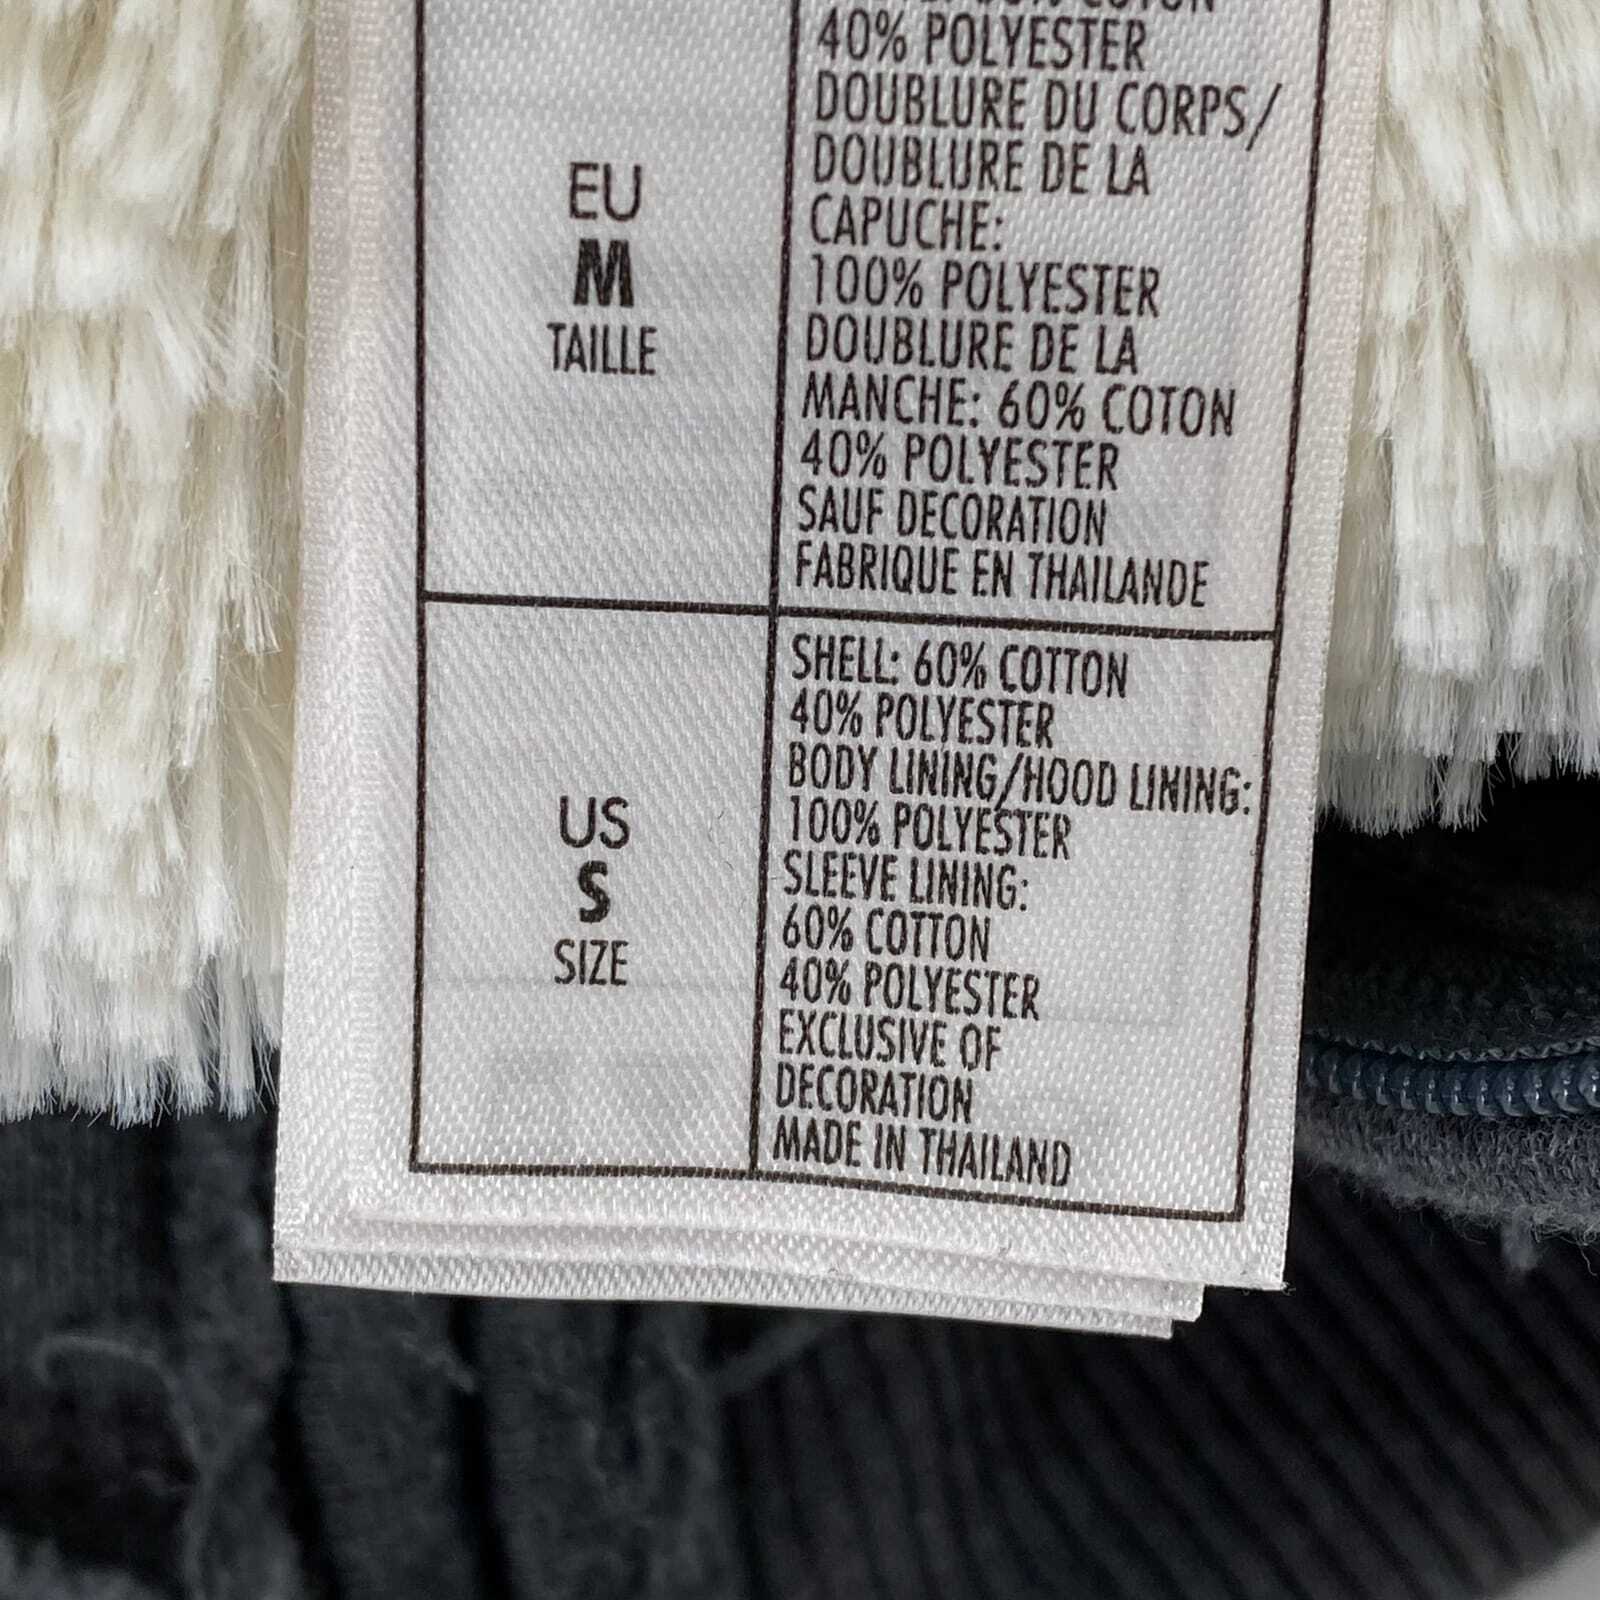 COTON
40% POLYESTER
DOUBLURE DU CORPS/
DOUBLURE DE LA
CAPUCHE:
100% POLYESTER
DOUBLURE DE LA
MANCHE: 60% COTON
40% POLYESTER
SAUF DECORATION
FABRIQUE EN THAILANDE
EU
M
TAILLE
SHELL: 60% COTTON
40% POLYESTER
BODY LINING/HOOD LINING:
100% POLYESTER
SLEEVE LINING:
60% COTTON
40% POLYESTER
EXCLUSIVE OF
DECORATION
MADE IN THAILAND
US
S
SIZE